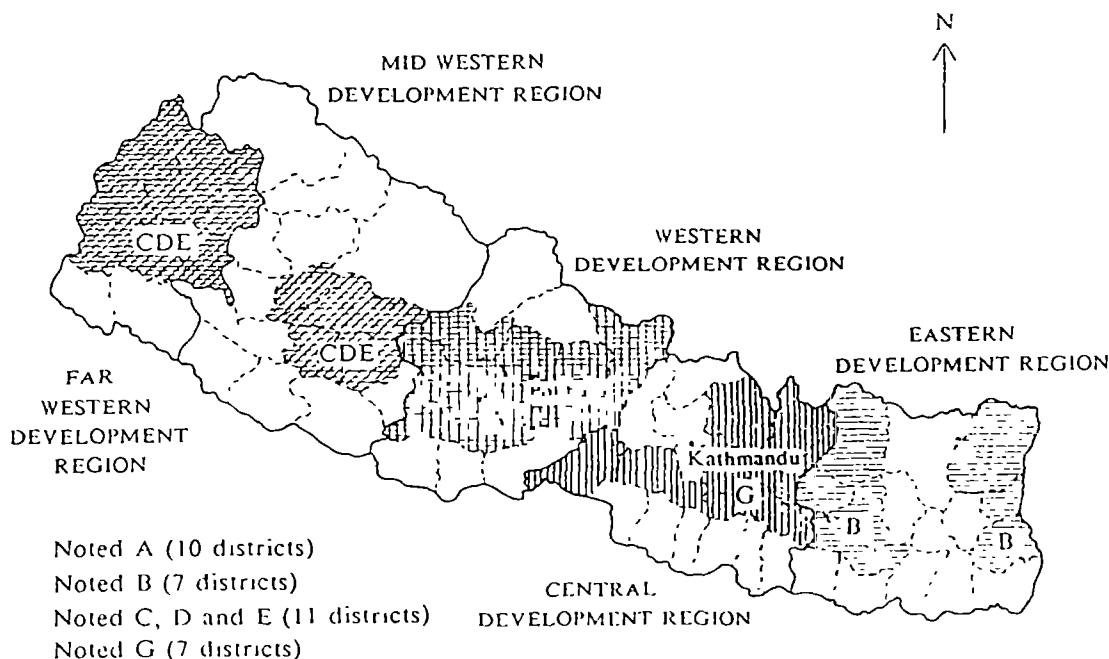 N
MID WESTERN
DEVELOPMENT REGION
CDE
WESTERN
DEVELOPMENT REGION
EASTERN
DEVELOPMENT REGION
CDE
FAR
WESTERN
DEVELOPMENT
REGION
Kathmandu
G
B
B
Noted A (10 districts)
Noted B (7 districts)
Noted C, D and E (11 districts)
Noted G (7 districts)
CENTRAL
DEVELOPMENT REGION